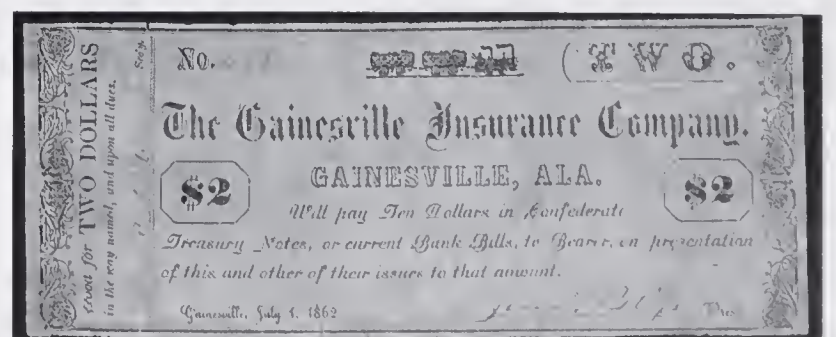 Good for TWO DOLLARS
in the way named, and upon all dues.
Sec'y.
No.
TWO.
The Gainesville Insurance Company.
$2
GAINESVILLE, ALA.
$2
Will pay Ten Dollars in Confederate
Treasury Notes, or current Bank Bills, to Bearer, on presentation
of this and other of their issues to that amount.
Gainesville, July 1, 1862
Pres